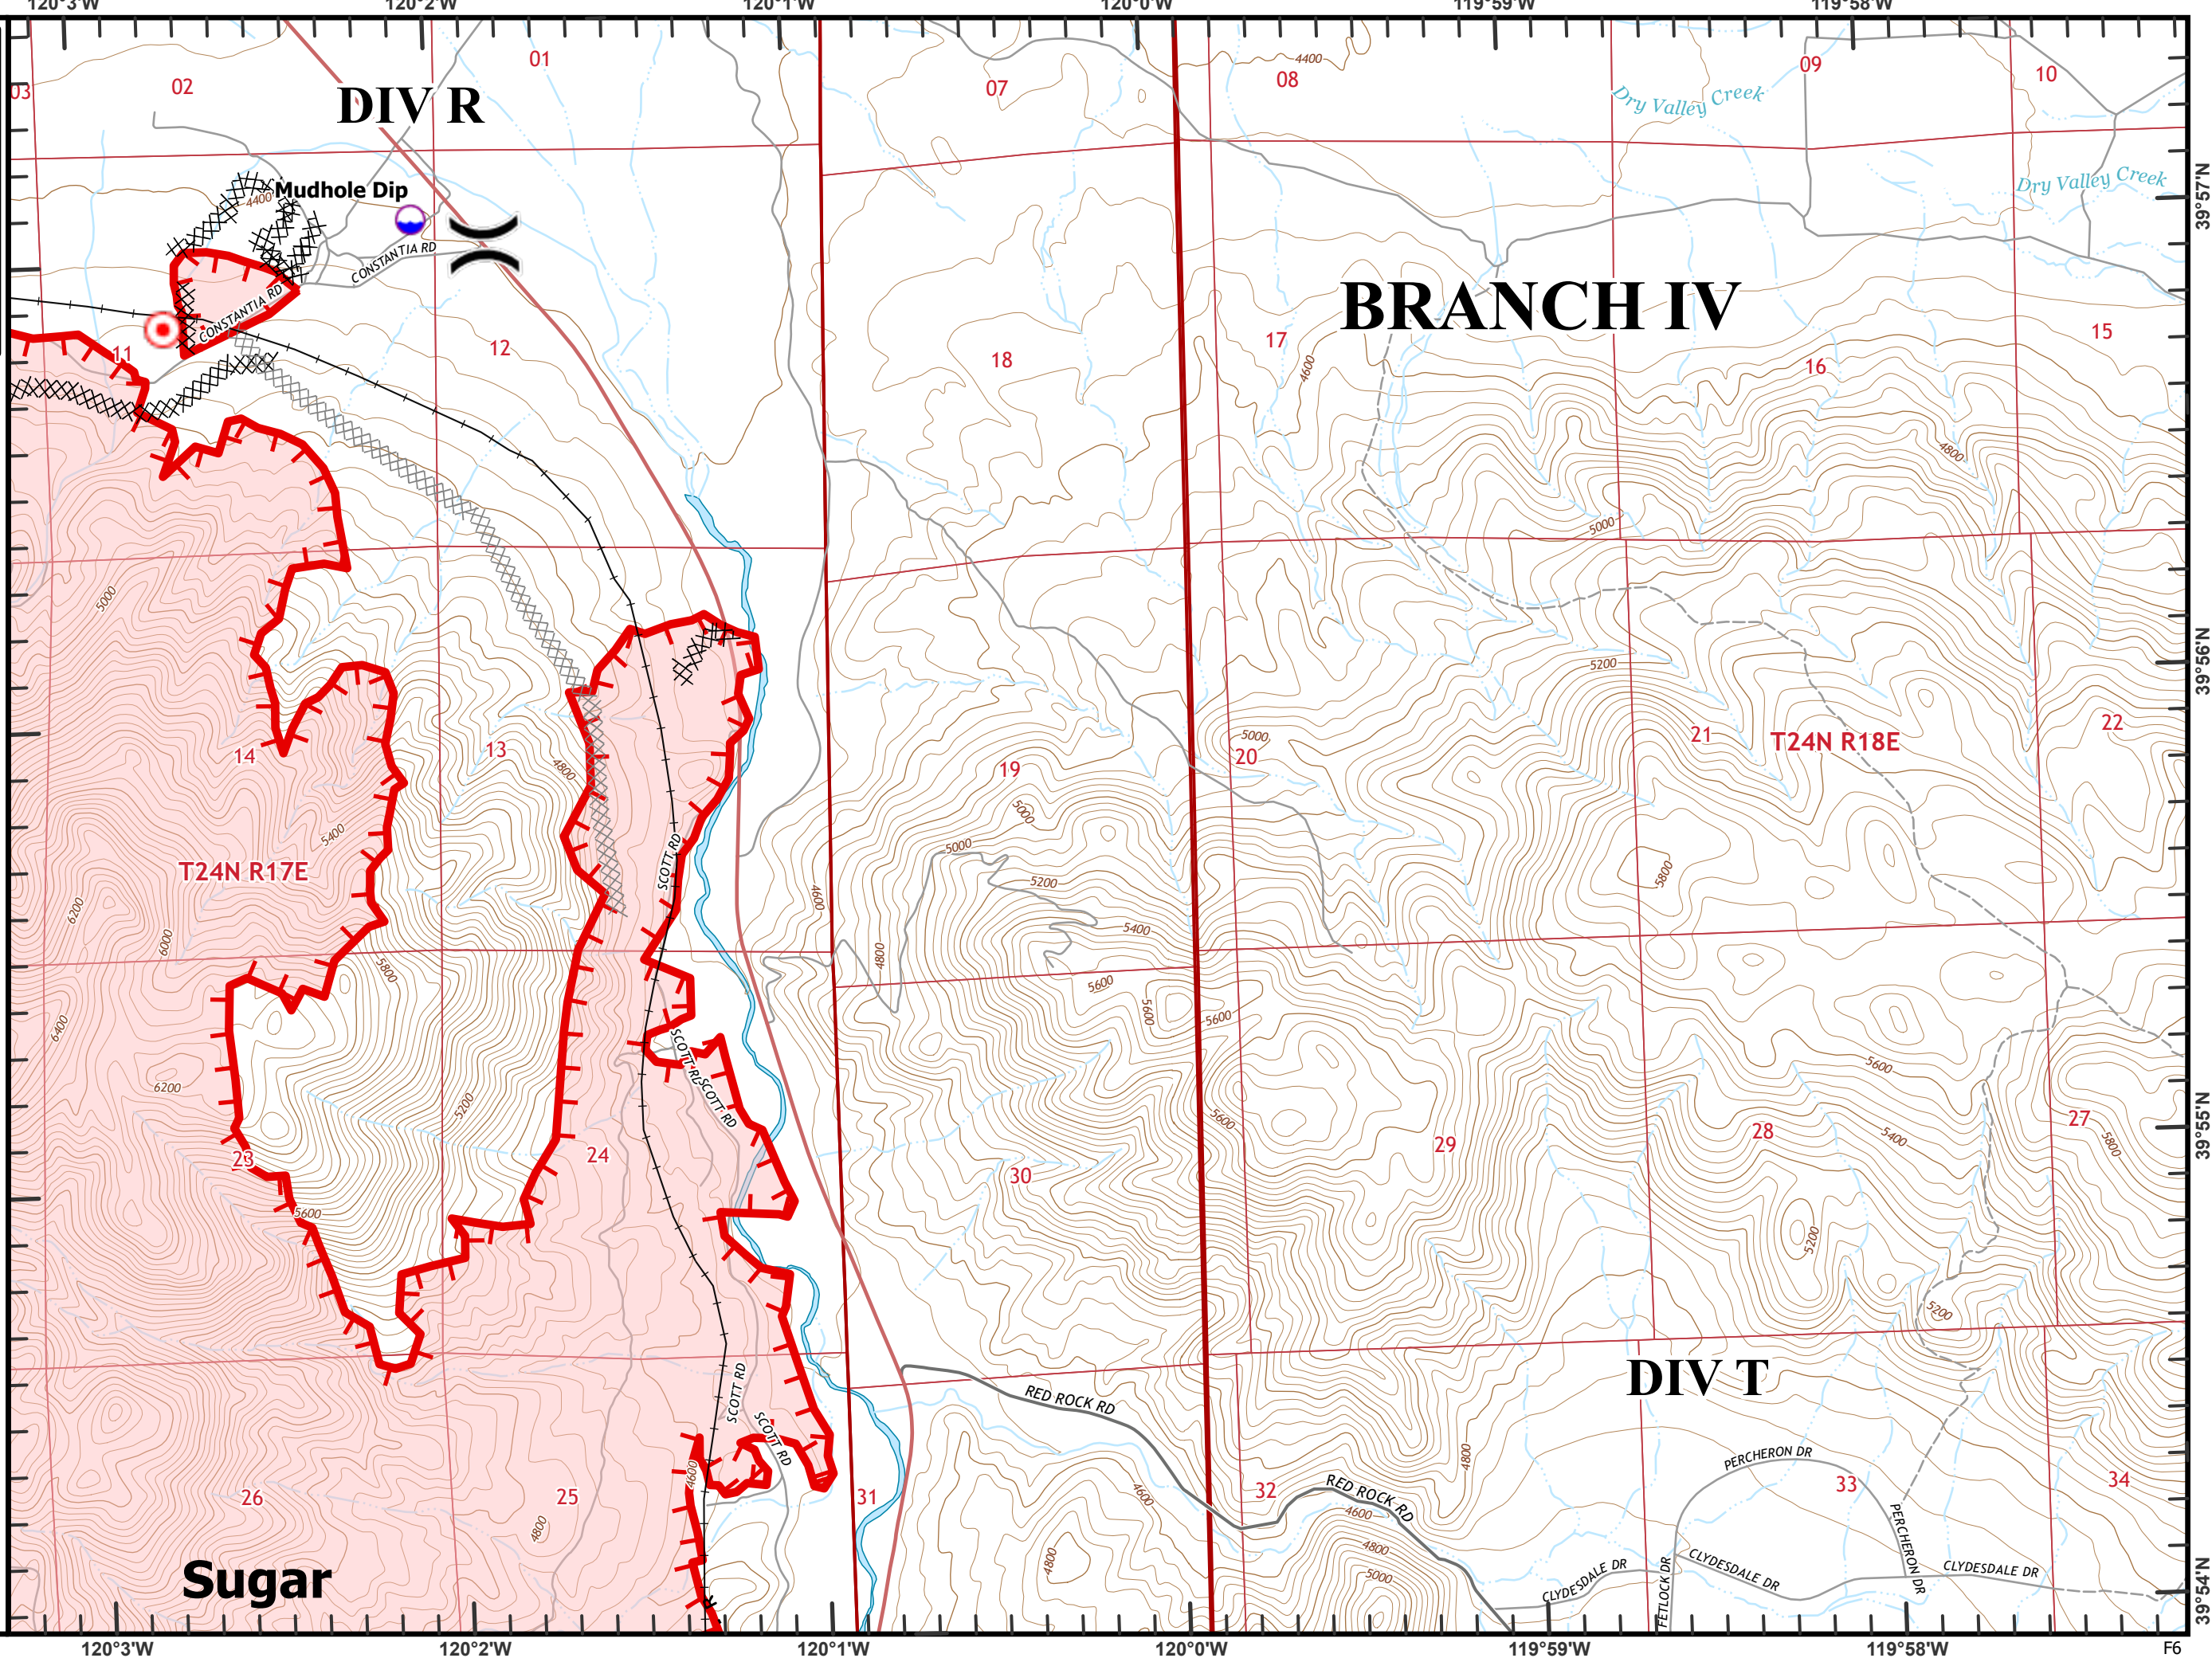 120°3'W
120°2'W
120°1'W
120°0'W
119°59'W
119°58'W
01
02
03
07
08
09
10
4400
DIV R
Dry Valley Creek
Dry Valley Creek
39°57'N
Mudhole Dip
4400
CONSTANTIA RD
CONSTANTIA RD
BRANCH IV
11
12
18
17
4600
16
15
4800
5000
5000
39°56'N
5200
14
13
4800
19
5000
20
21
T24N R18E
22
5400
5000
5000
T24N R17E
SCOTT RD
5200
5800
4600
6200
6000
5400
4800
5800
5600
5600
5600
6400
SCOTT RD
SCOTT RD
5600
6200
5200
5600
5400
39°55'N
23
24
30
29
28
27
5800
5600
5200
5200
DIV T
SCOTT RD
SCOTT RD
RED ROCK RD
PERCHERON DR
4600
4800
26
25
31
4600
32
RED ROCK RD
33
34
4800
4600
4800
4800
5000
PERCHERON DR
CLYDESDALE DR
FETLOCK DR
CLYDESDALE DR
CLYDESDALE DR
Sugar
39°54'N
120°3'W
120°2'W
120°1'W
120°0'W
119°59'W
119°58'W
F6